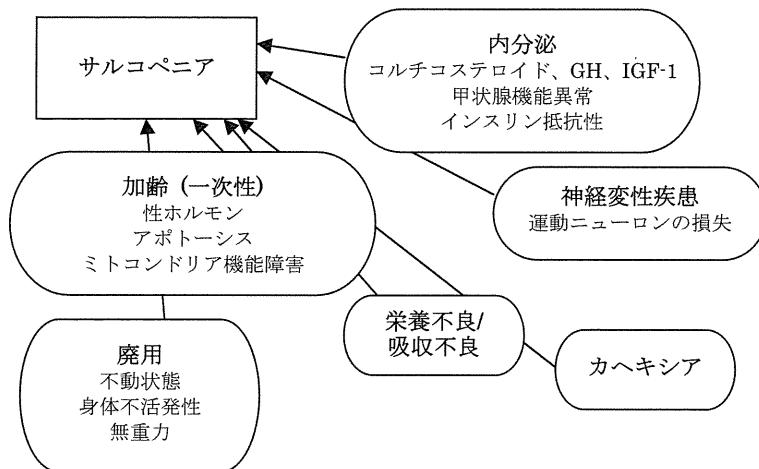 サルコペニア
内分泌
コルチコステロイド、GH、IGF-1
甲状腺機能異常
インスリン抵抗性
加齢（一次性）
性ホルモン
アポトーシス
ミトコンドリア機能障害
神経変性疾患
運動ニューロンの損失
栄養不良/
吸収不良
カヘキシア
廃用
不動状態
身体不活発性
無重力